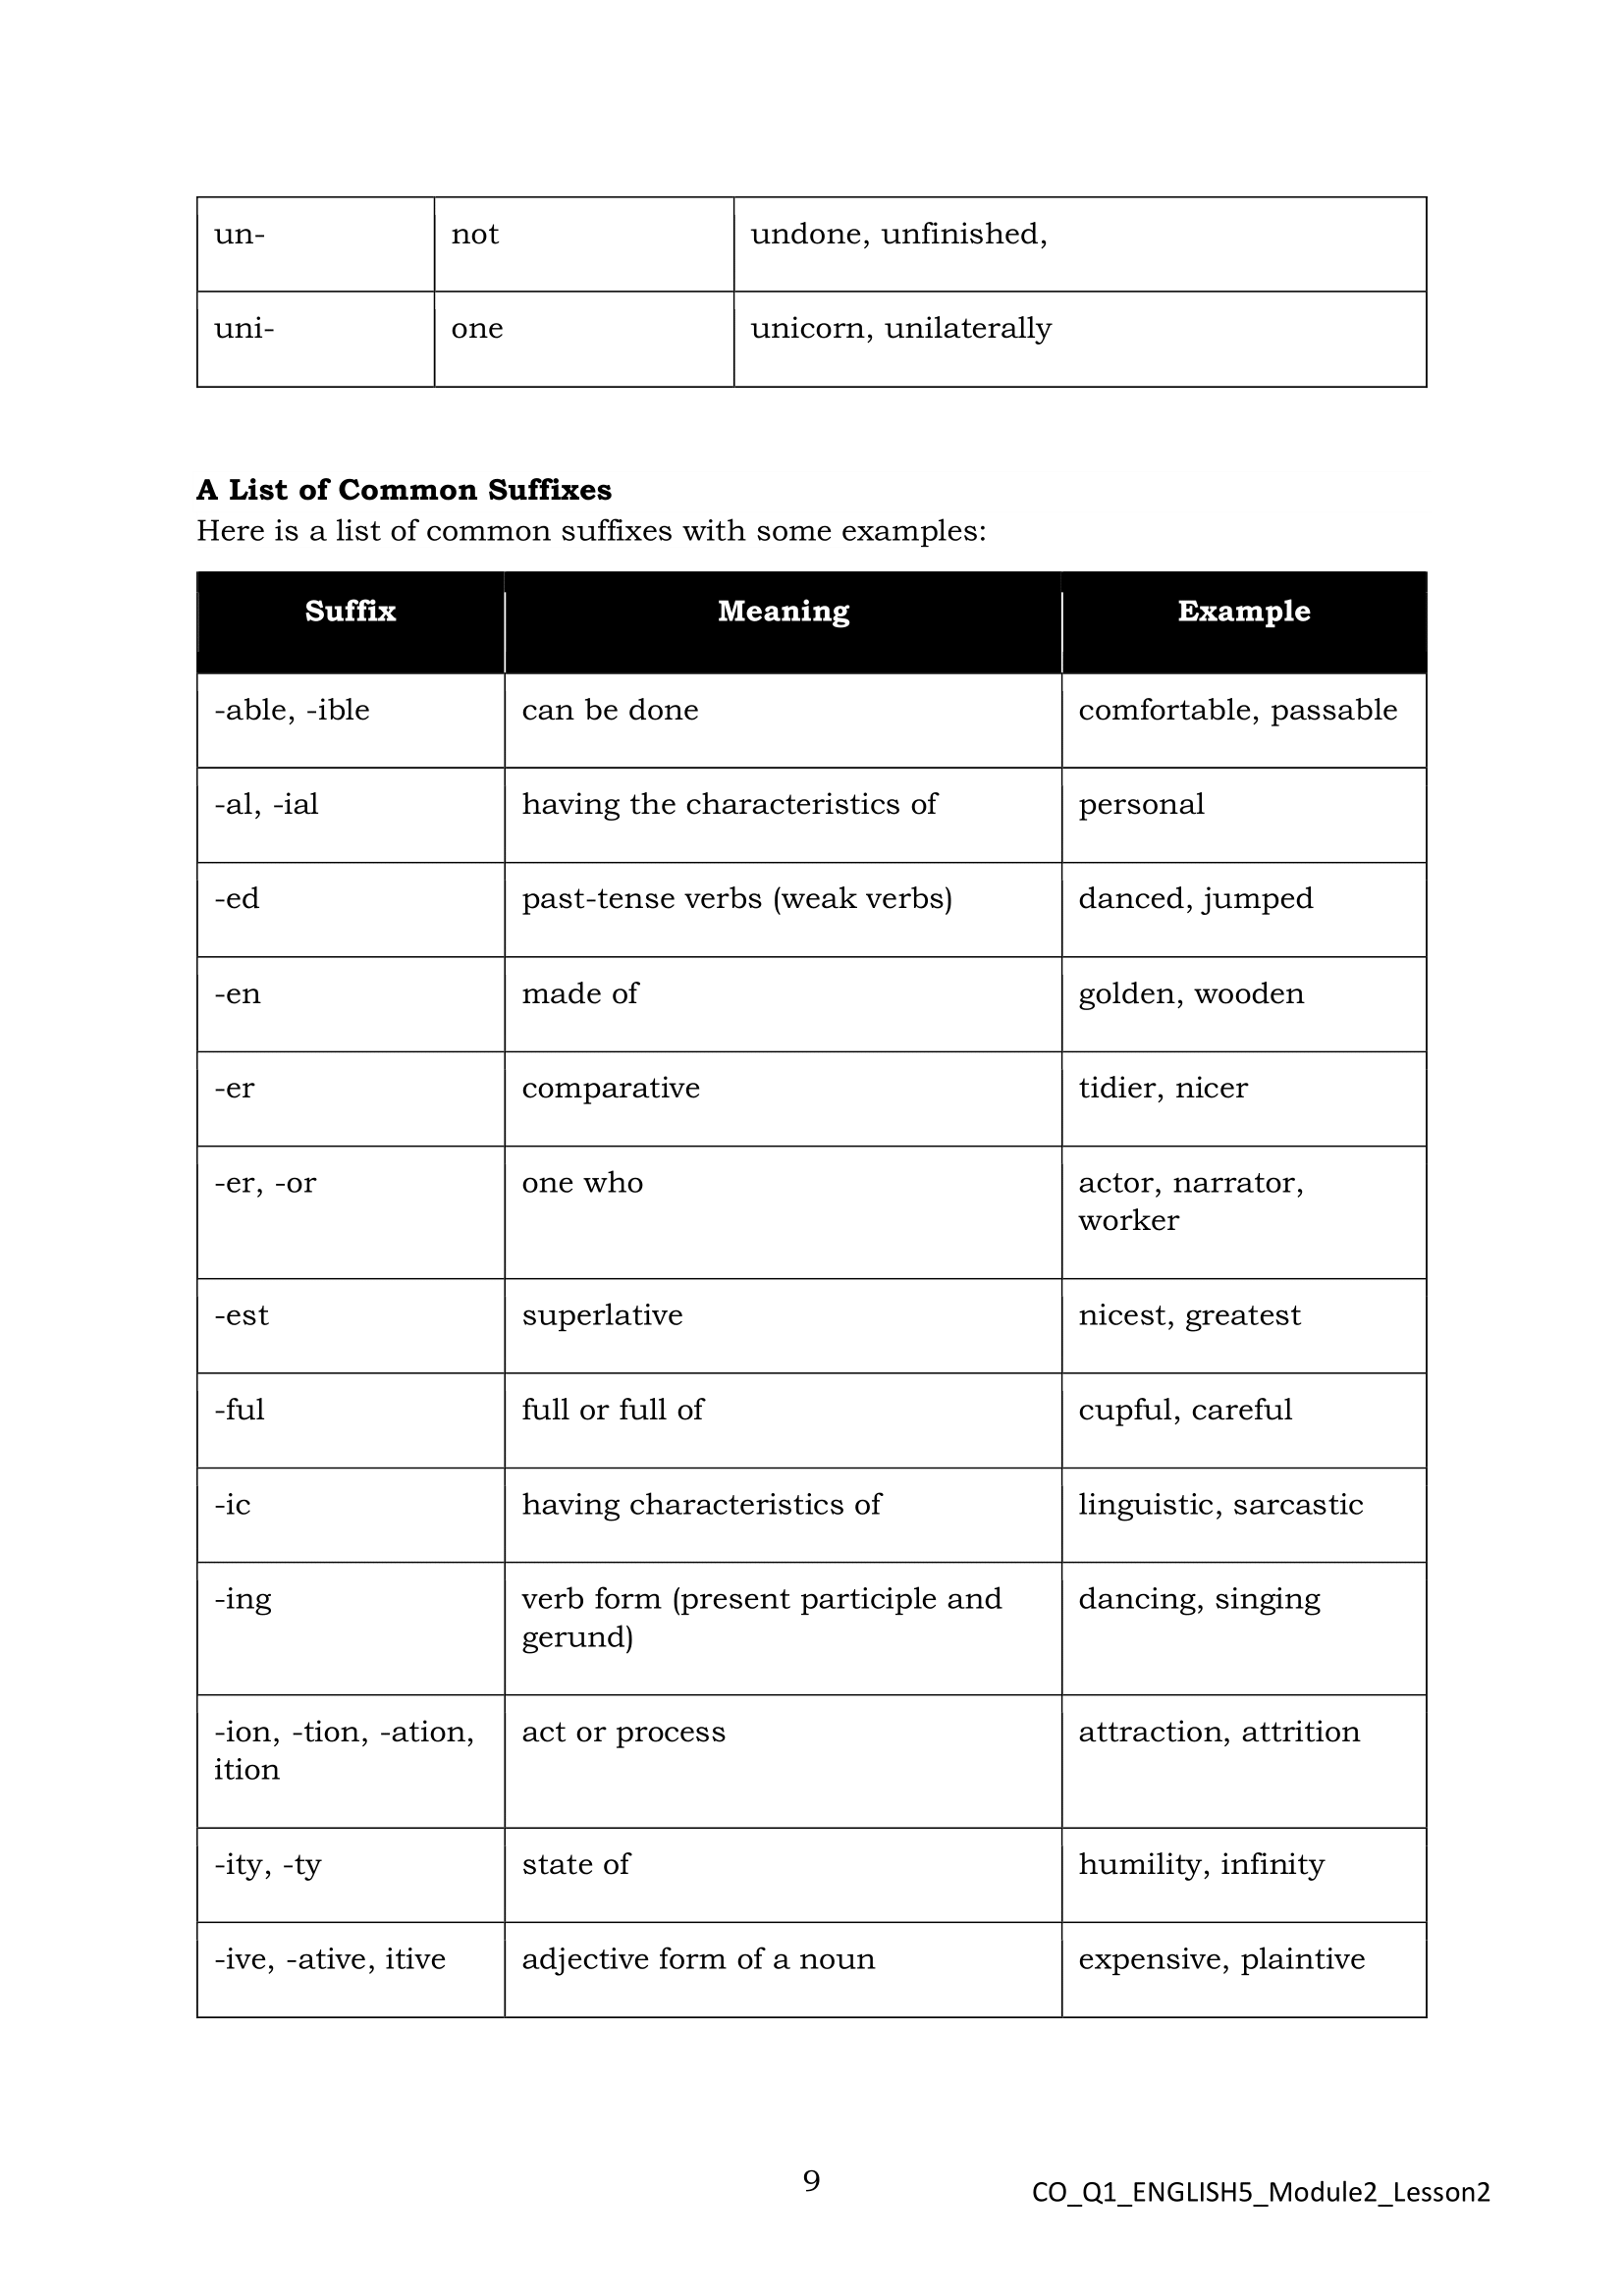 un- not undone, unfinished,
uni- one unicorn, unilaterally
A List of Common Suffixes
Here is a list of common suffixes with some examples:
Suffix Meaning Example
-able, -ible can be done comfortable, passable
-al, -ial having the characteristics of personal
-ed past-tense verbs (weak verbs) danced, jumped
-en made of golden, wooden
-er comparative tidier, nicer
-er, -or one who actor, narrator,
worker
-est superlative nicest, greatest
-ful full or full of cupful, careful
-ic having characteristics of linguistic, sarcastic
-ing verb form (present participle and dancing, singing
gerund)
-ion, -tion, -ation, act or process attraction, attrition
ition
-ity, -ty state of humility, infinity
-ive, -ative, itive adjective form of a noun expensive, plaintive
9
CO_Q1_ENGLISH5_Module2_Lesson2